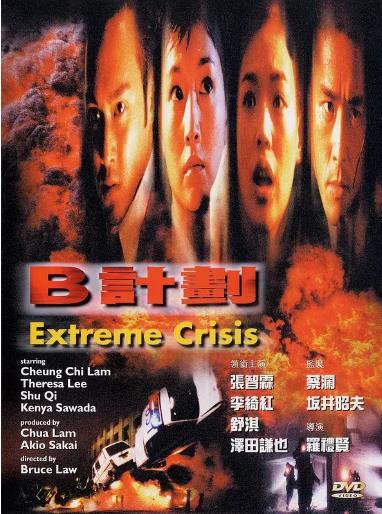 B計劃
Extreme Crisis
starring
Cheung Chi Lam
Theresa Lee
Shu Qi
Kenya Sawada
produced by
Chua Lam
Akio Sakai
directed by
Bruce Law
領銜主演
張智霖
李綺紅
舒淇
澤田謙也
監製
蔡瀾
坂井昭夫
導演
羅禮賢
DVD
VIDEO